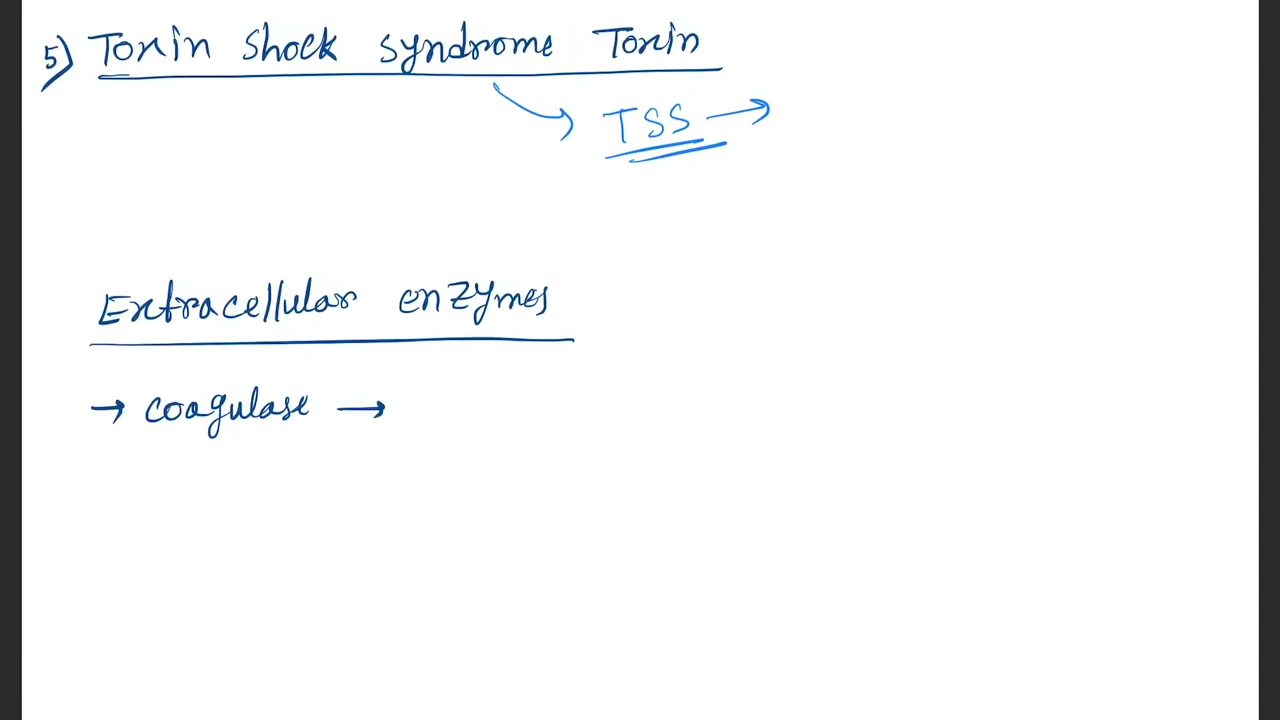 5) Toxin Shock Syndrome Toxin
→ TSS →
Extracellular enzymes
→ coagulase →